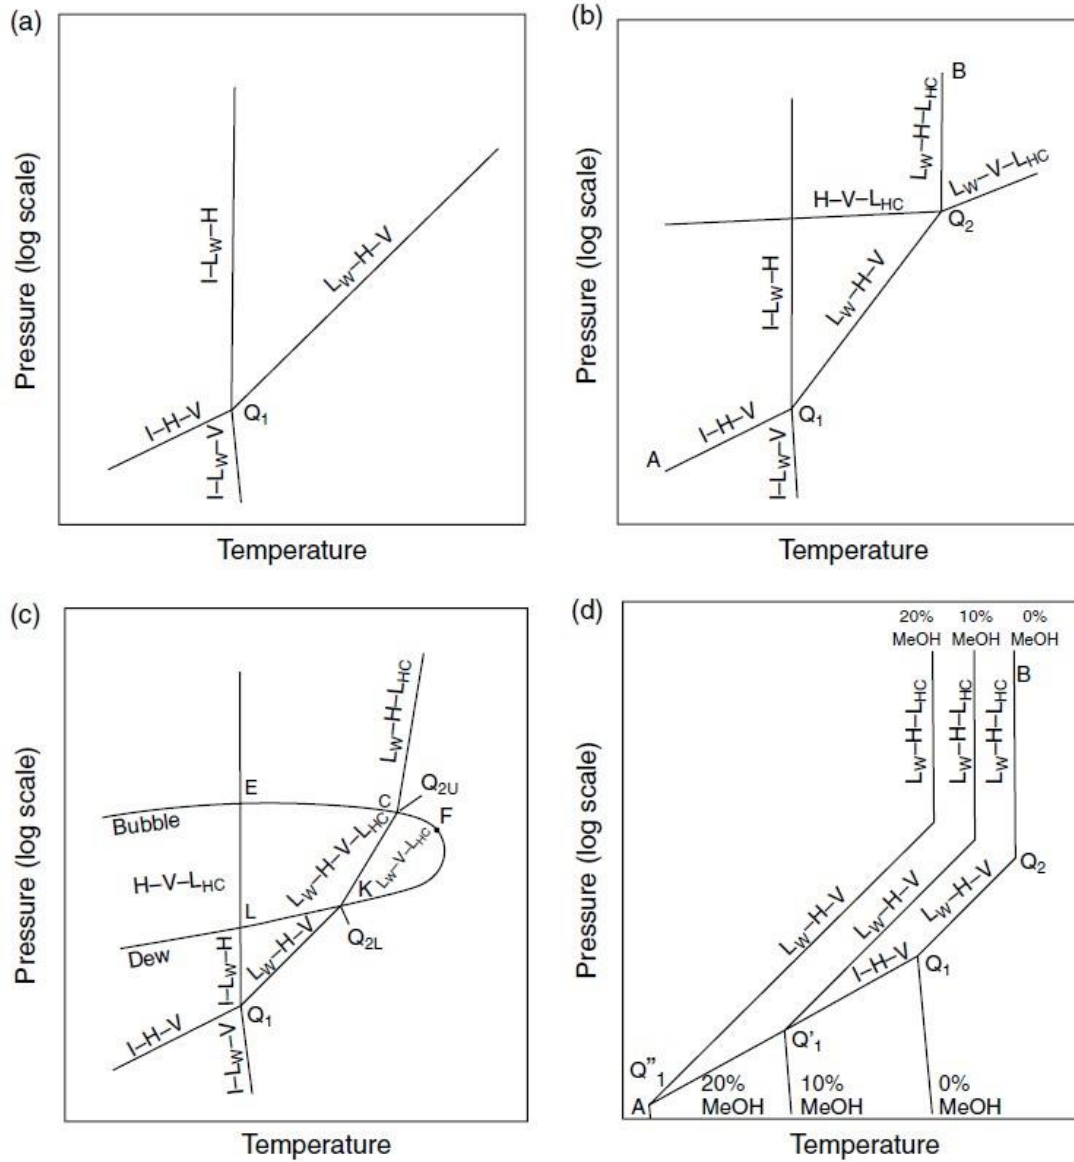 (a)
Pressure (log scale)
I–LW–H
LW–H–V
I–H–V
Q1
I–LW–V
Temperature
(b)
Pressure (log scale)
B
LW–H–LHC
LW–V–LHC
H–V–LHC
Q2
I–LW–H
LW–H–V
I–H–V
Q1
A
I–LW–V
Temperature
(c)
Pressure (log scale)
LW–H–LHC
Q2U
E
C
F
Bubble
LW–H–V–LHC
LW–V–LHC
H–V–LHC
K
L
Q2L
Dew
I–LW–H
LW–H–V
Q1
I–H–V
I–LW–V
Temperature
(d)
Pressure (log scale)
20% 10% 0%
MeOH MeOH MeOH
B
LW–H–LHC
LW–H–LHC
LW–H–LHC
Q2
LW–H–V
LW–H–V
LW–H–V
I–H–V
Q1
Q'1
Q"1
A
20% 10% 0%
MeOH MeOH MeOH
Temperature